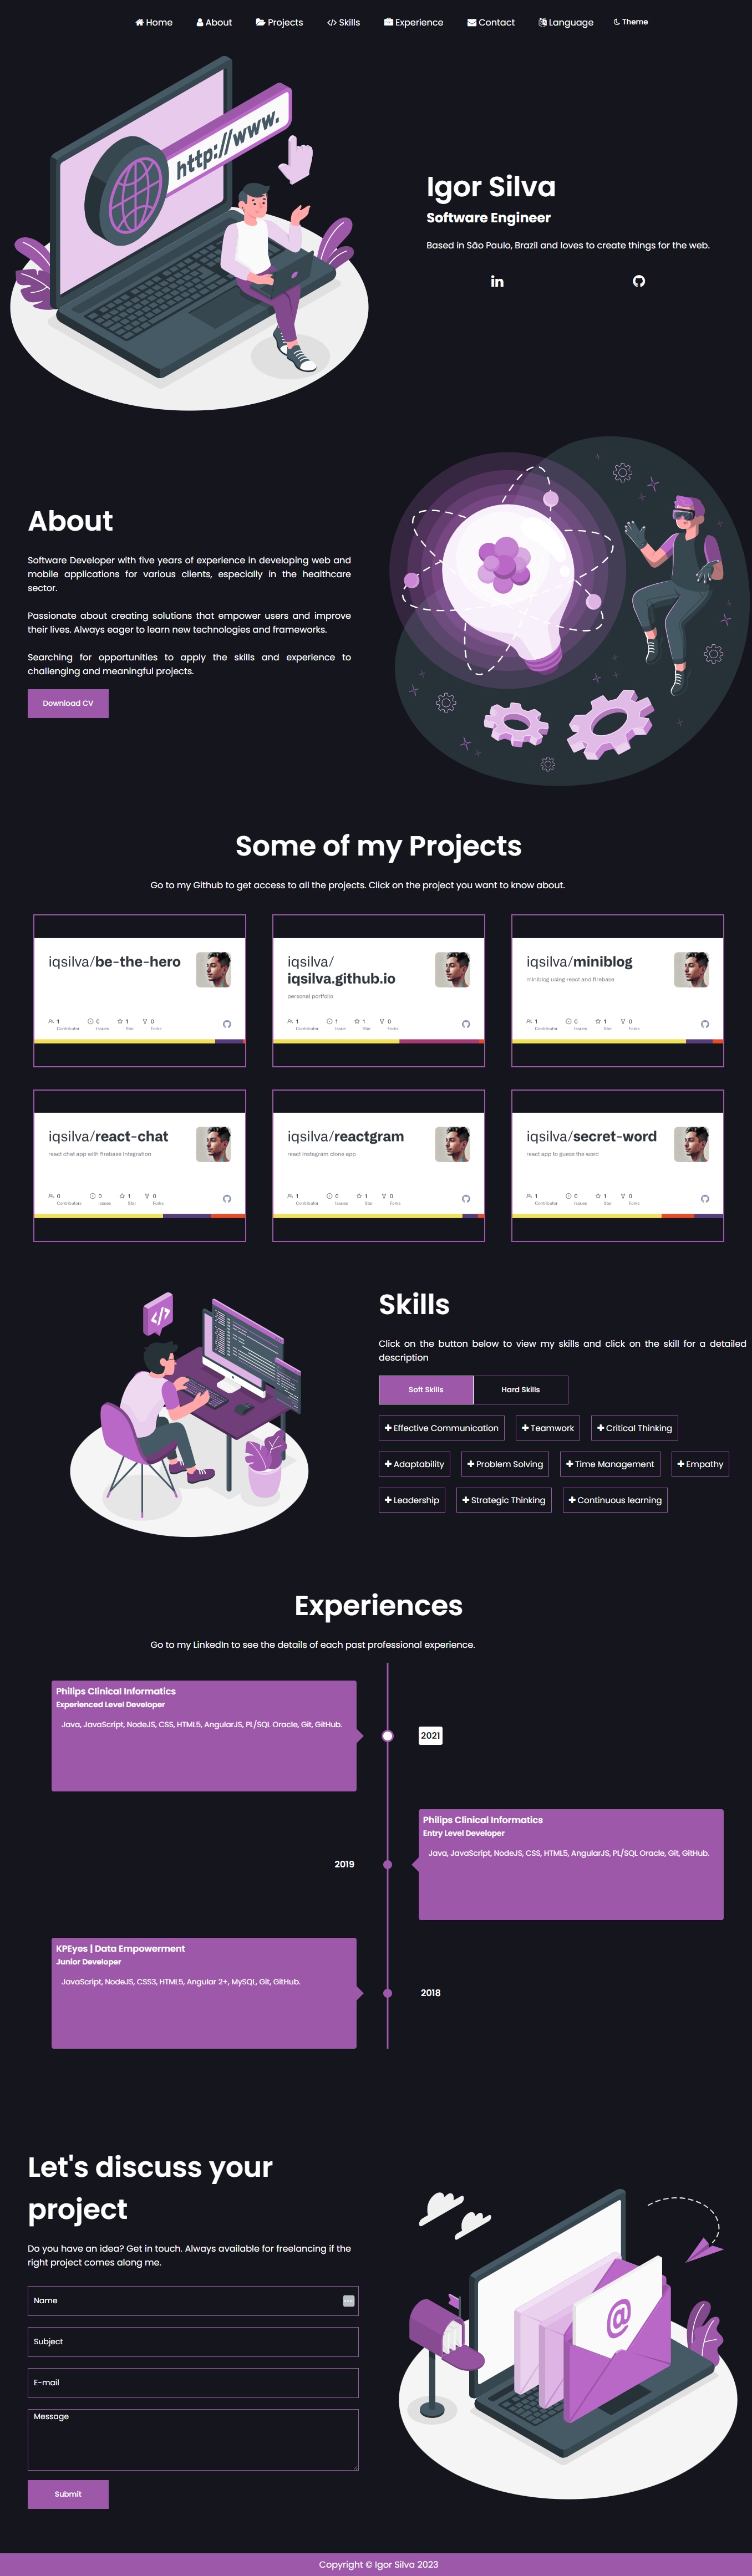 Home About Projects Skills Experience Contact Language Theme
http://www.
Igor Silva
Software Engineer
Based in São Paulo, Brazil and loves to create things for the web.
in
About
Software Developer with five years of experience in developing web and
mobile applications for various clients, especially in the healthcare
sector.
Passionate about creating solutions that empower users and improve
their lives. Always eager to learn new technologies and frameworks.
Searching for opportunities to apply the skills and experience to
challenging and meaningful projects.
Download CV
Some of my Projects
Go to my Github to get access to all the projects. Click on the project you want to know about.
iqsilva/be-the-hero
1 0 1 0
Contributor Issues Star Forks
iqsilva/
iqsilva.github.io
personal portfolio
1 1 1 0
Contributor Issue Star Forks
iqsilva/miniblog
miniblog using react and firebase
1 0 1 0
Contributor Issues Star Forks
iqsilva/react-chat
react chat app with firebase integration
0 0 1 0
Contributors Issues Star Forks
iqsilva/reactgram
react instagram clone app
1 0 1 0
Contributor Issues Star Forks
iqsilva/secret-word
react app to guess the word
1 0 1 0
Contributor Issues Star Forks
</>
Skills
Click on the button below to view my skills and click on the skill for a detailed
description
Soft Skills Hard Skills
Effective Communication Teamwork Critical Thinking
Adaptability Problem Solving Time Management Empathy
Leadership Strategic Thinking Continuous learning
Experiences
Go to my LinkedIn to see the details of each past professional experience.
Philips Clinical Informatics
Experienced Level Developer
Java, JavaScript, NodeJS, CSS, HTML5, AngularJS, PL/SQL Oracle, Git, GitHub.
2021
Philips Clinical Informatics
Entry Level Developer
Java, JavaScript, NodeJS, CSS, HTML5, AngularJS, PL/SQL Oracle, Git, GitHub.
2019
KPEyes | Data Empowerment
Junior Developer
JavaScript, NodeJS, CSS3, HTML5, Angular 2+, MySQL, Git, GitHub.
2018
Let's discuss your
project
Do you have an idea? Get in touch. Always available for freelancing if the
right project comes along me.
Name
Subject
E-mail
Message
Submit
@
Copyright © Igor Silva 2023